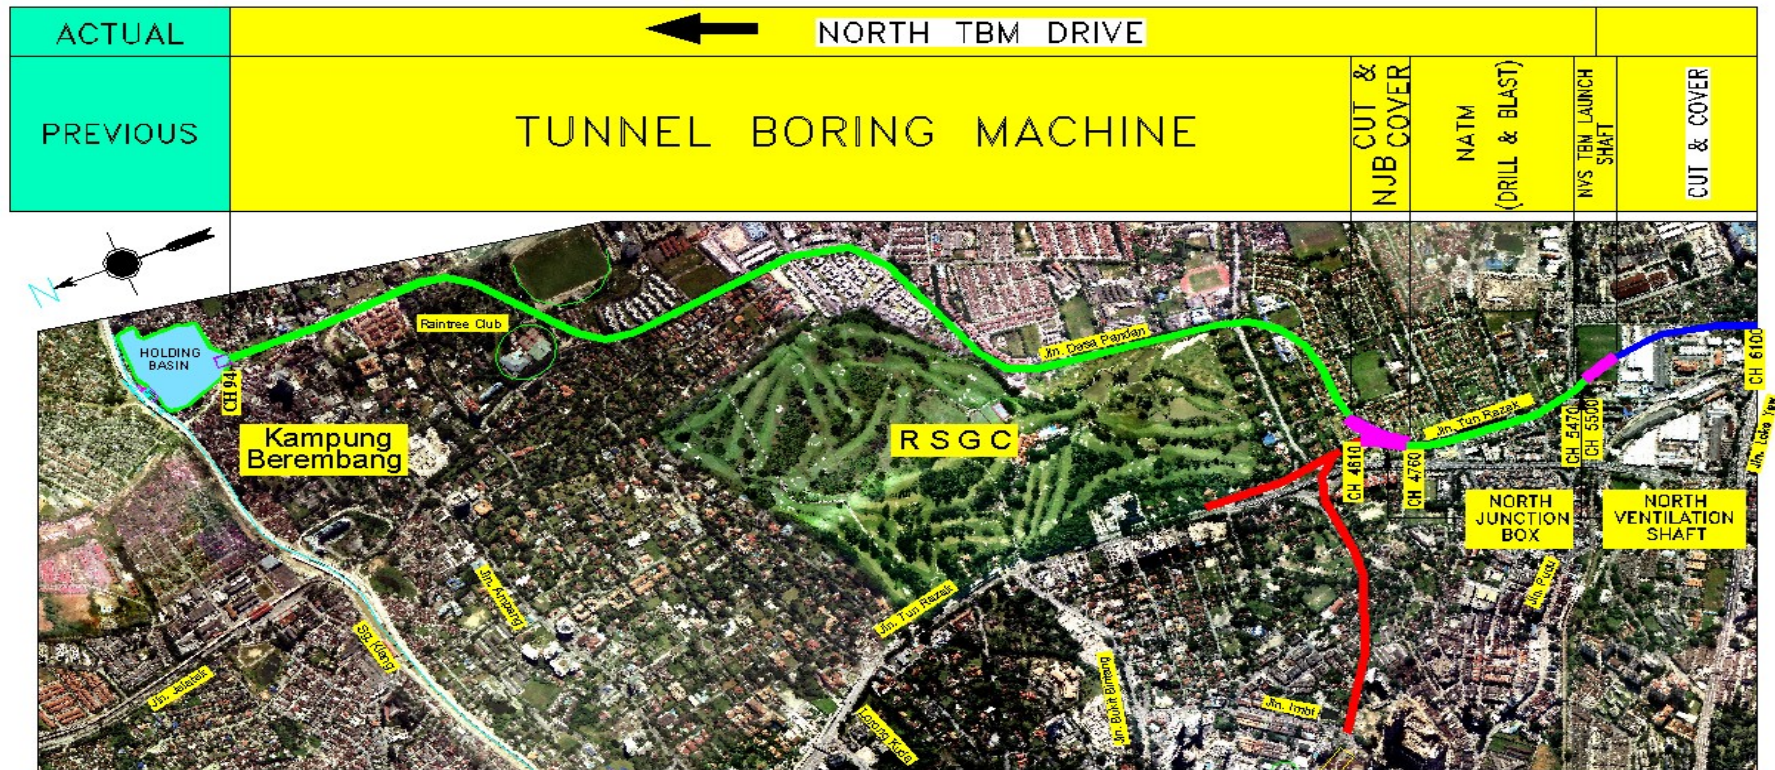 ACTUAL
NORTH TBM DRIVE
PREVIOUS
TUNNEL BORING MACHINE
NJB CUT &
COVER
NATM
(DRILL & BLAST)
NVS TBM LAUNCH
SHAFT
CUT & COVER
N
HOLDING
BASIN
CH 94
Raintree Club
Kampung
Berembang
R S G C
Jln. Desa Pandan
Jln. Tun Razak
CH 4610
CH 4760
CH 5470
CH 5500
CH 6100
Jln. Loke Yew
NORTH
JUNCTION
BOX
NORTH
VENTILATION
SHAFT
Jln. Pudu
Jln. Ampang
Jln. Tun Razak
Sg. Klang
Jln. Jelatek
Lorong Kuda
Jln. Bukit Bintang
Jln. Imbi